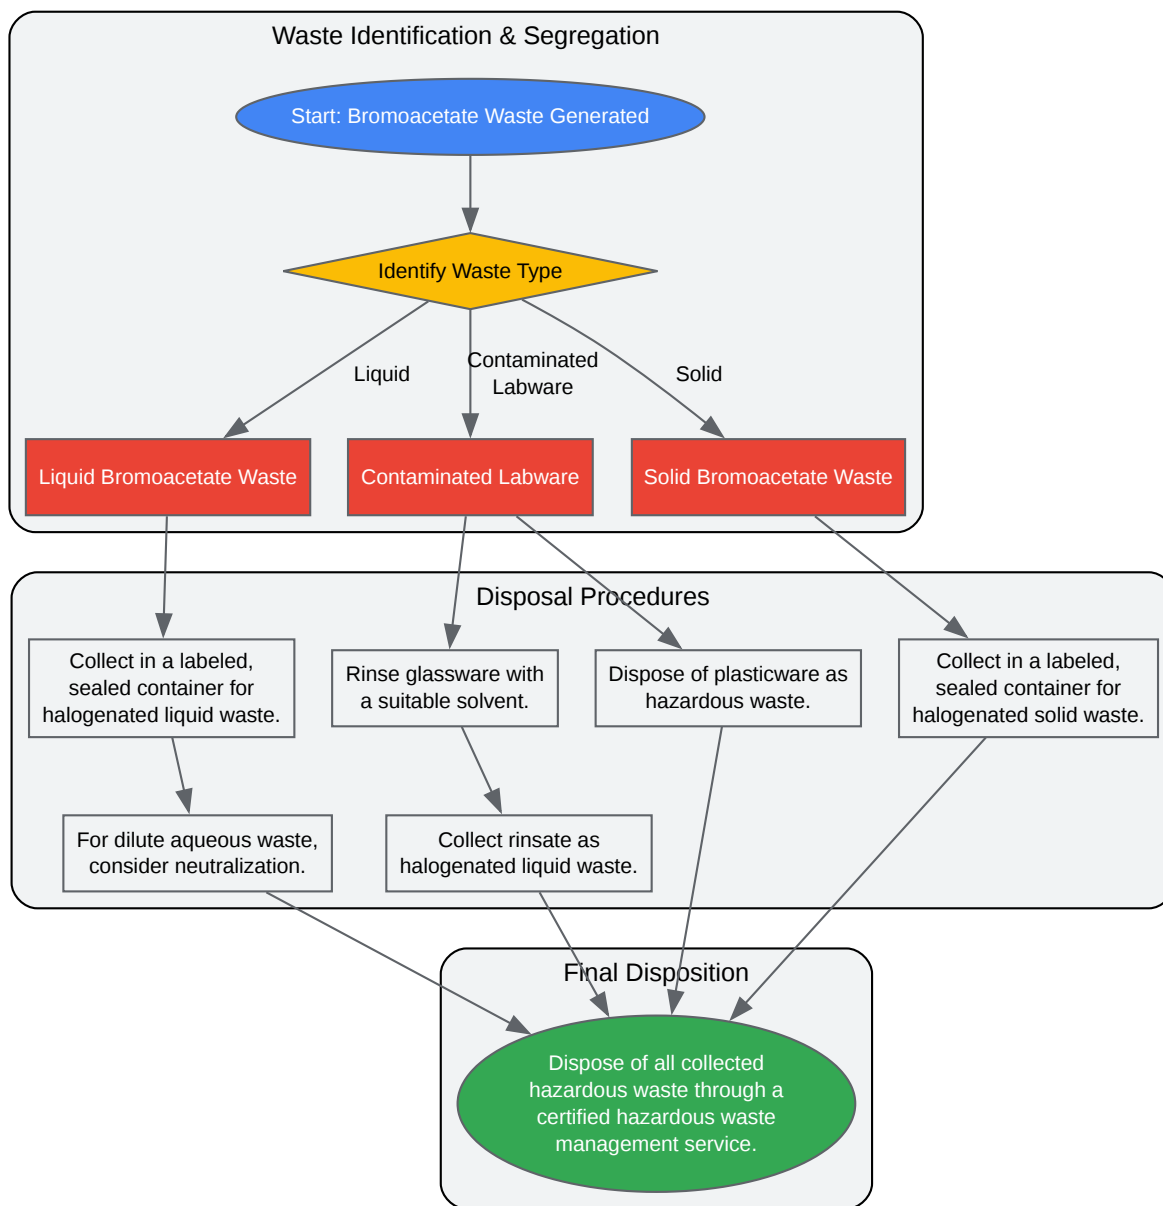 Waste Identification & Segregation
Start: Bromoacetate Waste Generated
Identify Waste Type
Liquid
Contaminated
Labware
Solid
Liquid Bromoacetate Waste
Contaminated Labware
Solid Bromoacetate Waste
Disposal Procedures
Collect in a labeled,
sealed container for
halogenated liquid waste.
Rinse glassware with
a suitable solvent.
Dispose of plasticware as
hazardous waste.
Collect in a labeled,
sealed container for
halogenated solid waste.
For dilute aqueous waste,
consider neutralization.
Collect rinsate as
halogenated liquid waste.
Final Disposition
Dispose of all collected
hazardous waste through a
certified hazardous waste
management service.